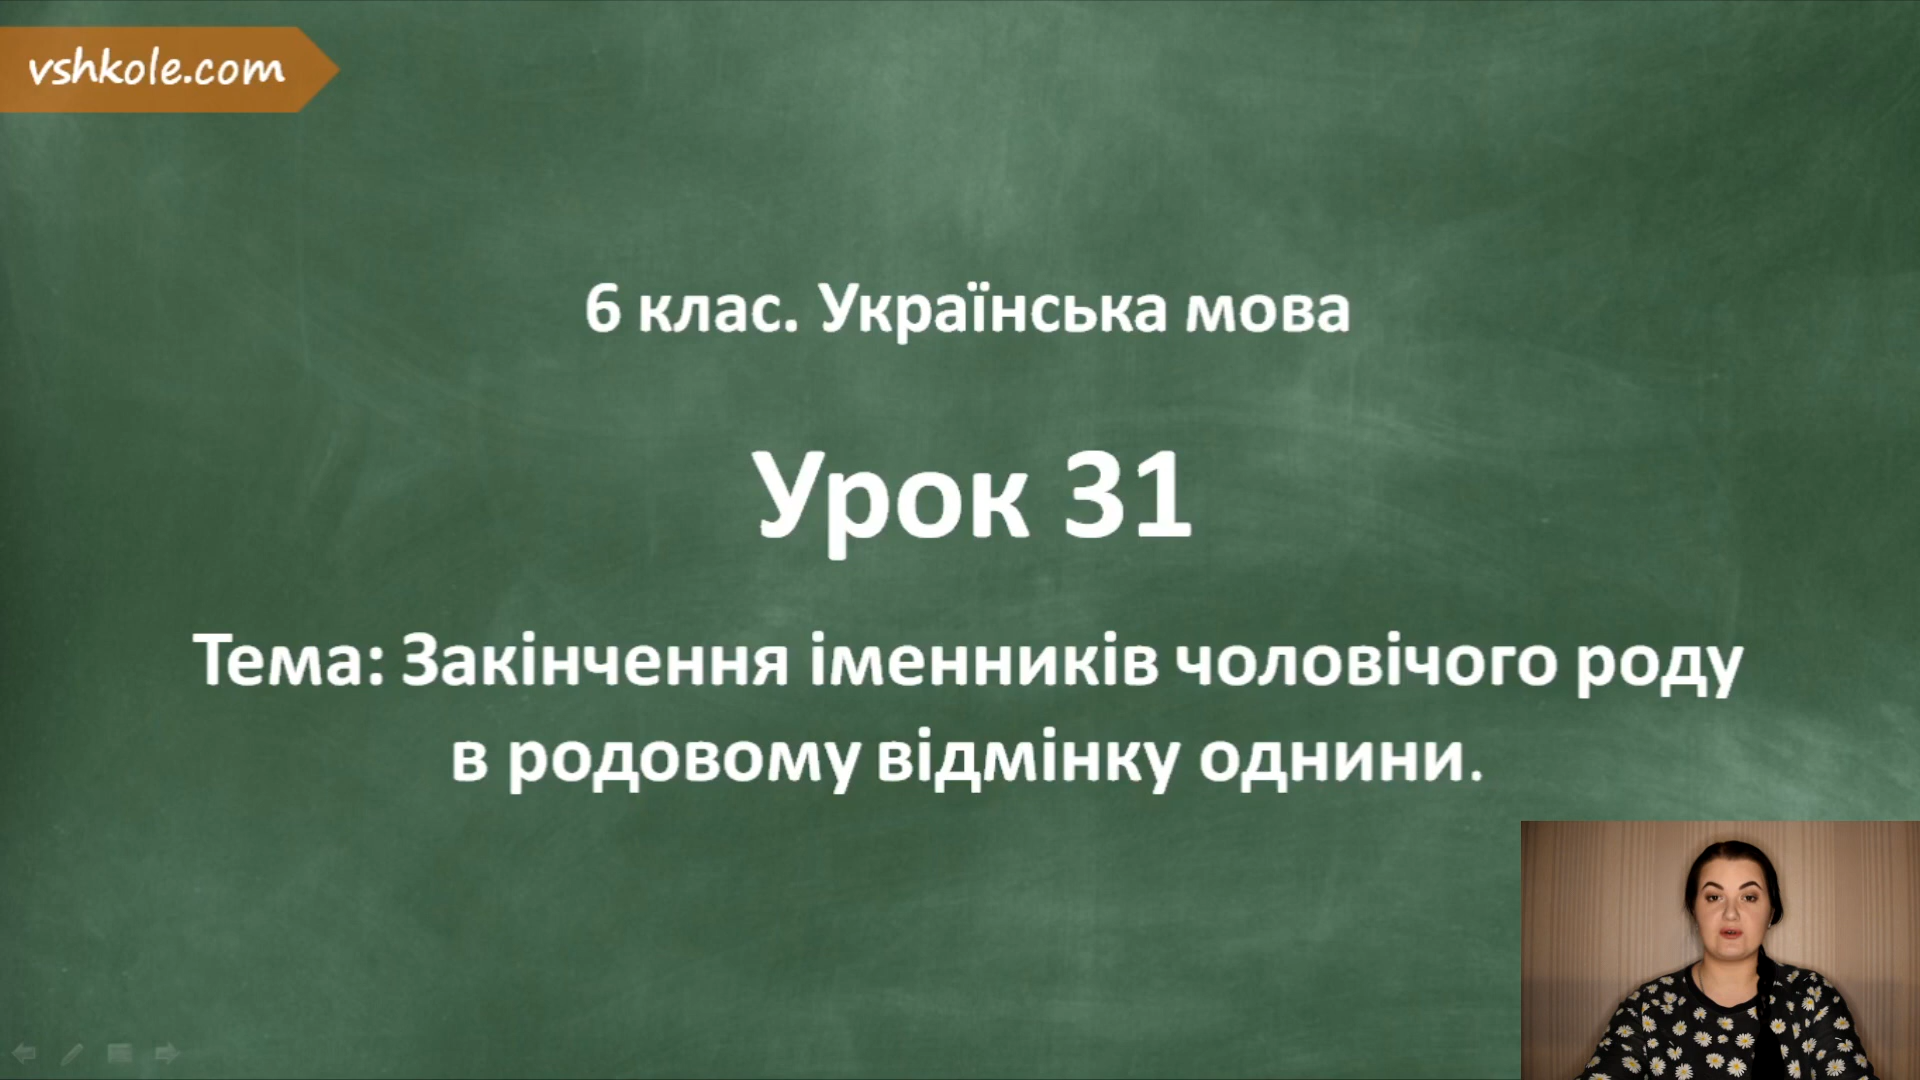 vshkole.com
6 клас. Українська мова
Урок 31
Тема: Закінчення іменників чоловічого роду
в родовому відмінку однини.